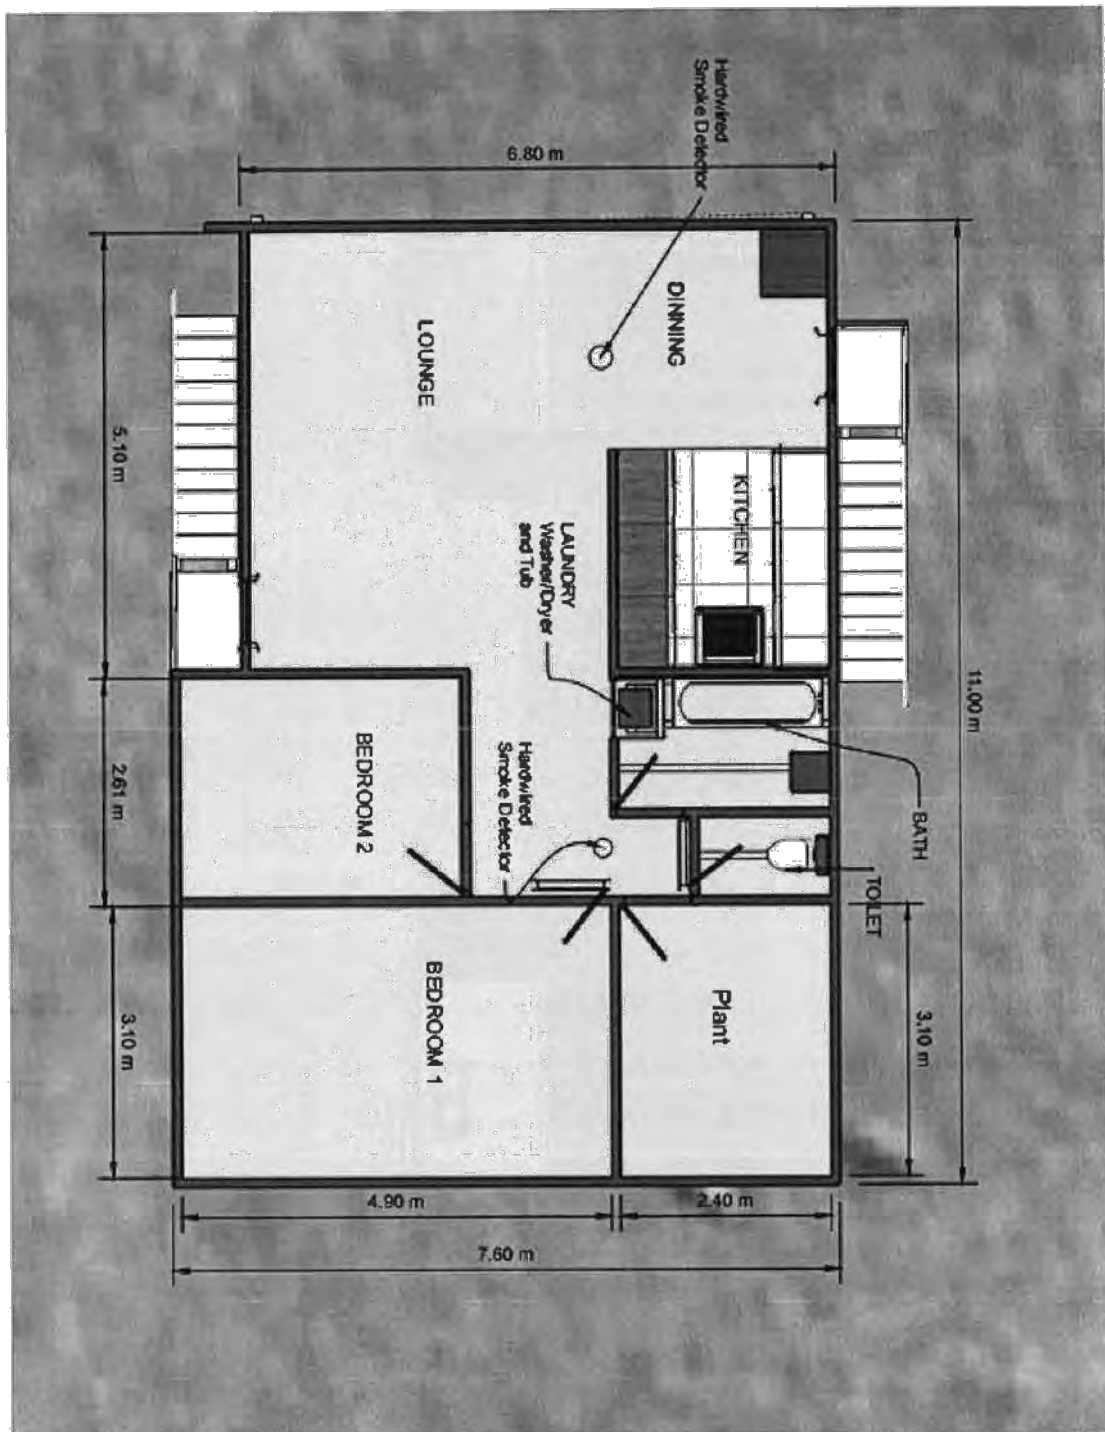 Hardwired
Smoke Detector
6.80 m
11.00 m
DINNING
LOUNGE
KITCHEN
5.10 m
LAUNDRY
Washer/Dryer
and Tub
BATH
TOILET
Hardwired
Smoke Detector
BEDROOM 2
2.61 m
BEDROOM 1
Plant
3.10 m
3.10 m
4.90 m
2.40 m
7.60 m